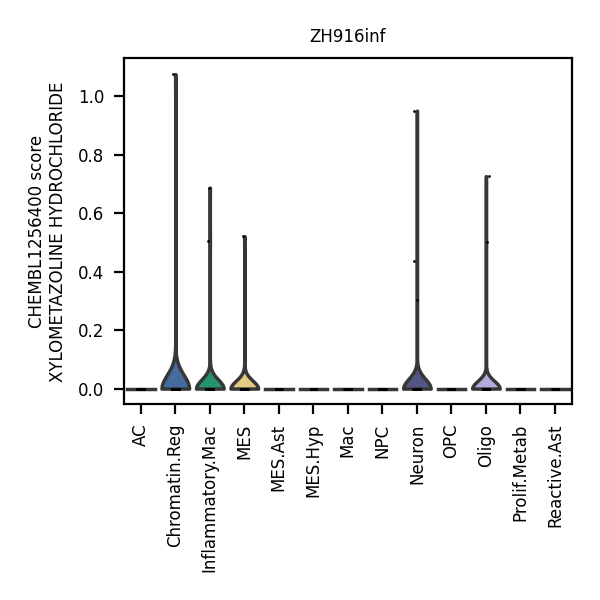 ZH916inf
CHEMBL1256400 score
XYLOMETAZOLINE HYDROCHLORIDE
1.0
0.8
0.6
0.4
0.2
0.0
AC
Chromatin.Reg
Inflammatory.Mac
MES
MES.Ast
MES.Hyp
Mac
NPC
Neuron
OPC
Oligo
Prolif.Metab
Reactive.Ast